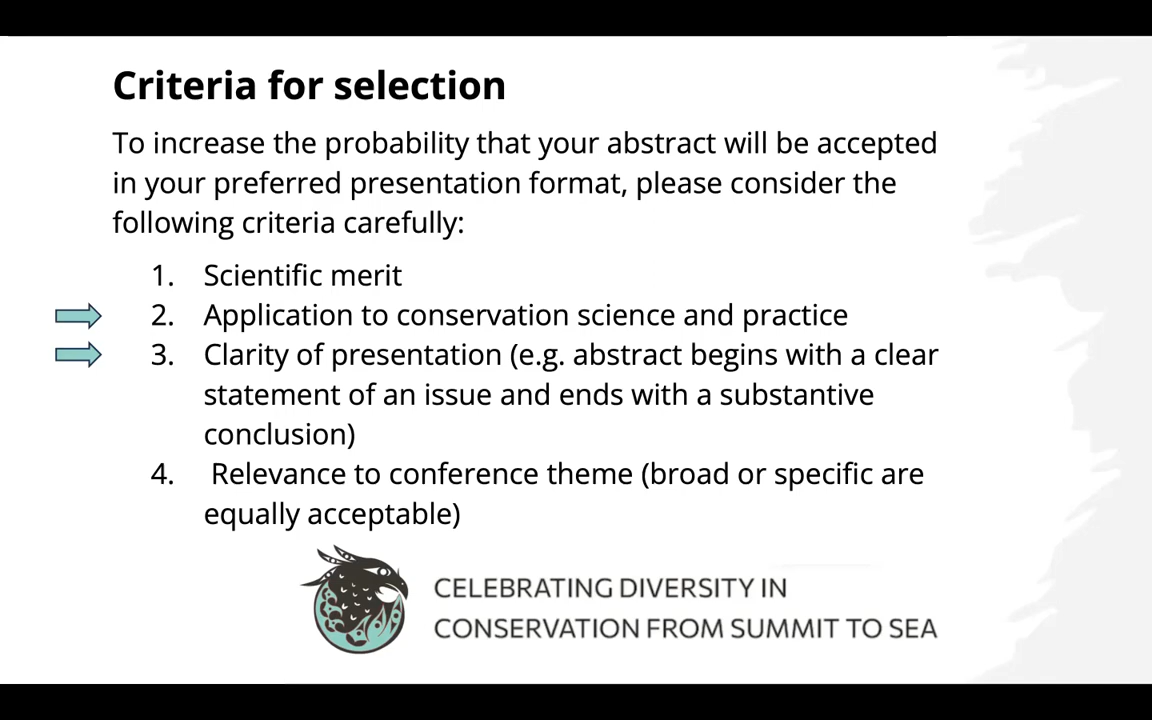 Criteria for selection
To increase the probability that your abstract will be accepted
in your preferred presentation format, please consider the
following criteria carefully:
1. Scientific merit
2. Application to conservation science and practice
3. Clarity of presentation (e.g. abstract begins with a clear
statement of an issue and ends with a substantive
conclusion)
4. Relevance to conference theme (broad or specific are
equally acceptable)
CELEBRATING DIVERSITY IN
CONSERVATION FROM SUMMIT TO SEA